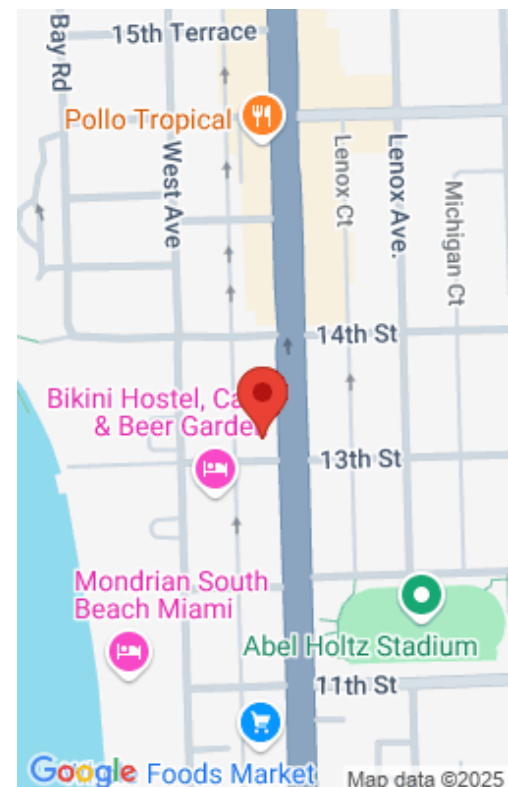 15th Terrace
Bay Rd
Pollo Tropical
West Ave
Lenox Ct
Lenox Ave.
Michigan Ct
14th St
Bikini Hostel, Ca
& Beer Garden
13th St
Mondrian South
Beach Miami
Abel Holtz Stadium
11th St
Google
Foods Market
Map data ©2025